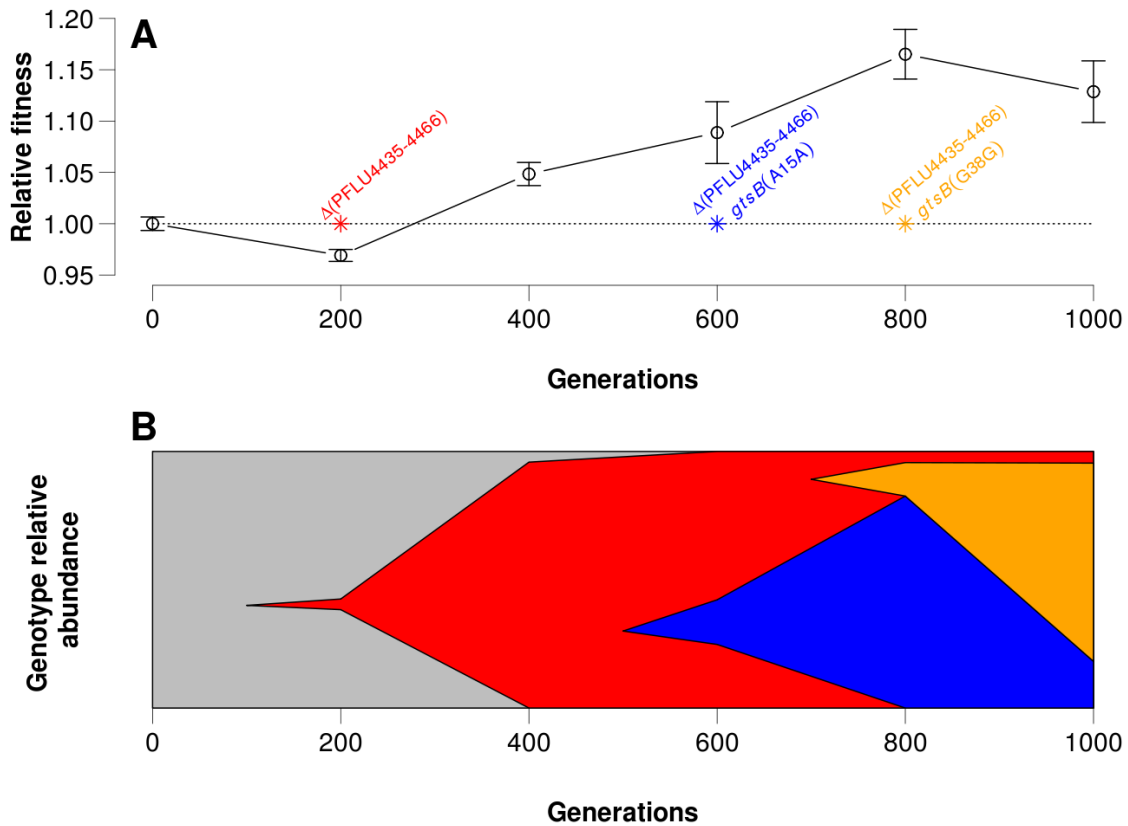 A
Relative fitness
1.20
1.15
1.10
1.05
1.00
0.95
Δ(PFLU4435-4466)
Δ(PFLU4435-4466)
gtsB(A15A)
Δ(PFLU4435-4466)
gtsB(G38G)
0 200 400 600 800 1000
Generations
B
Genotype relative
abundance
0 200 400 600 800 1000
Generations